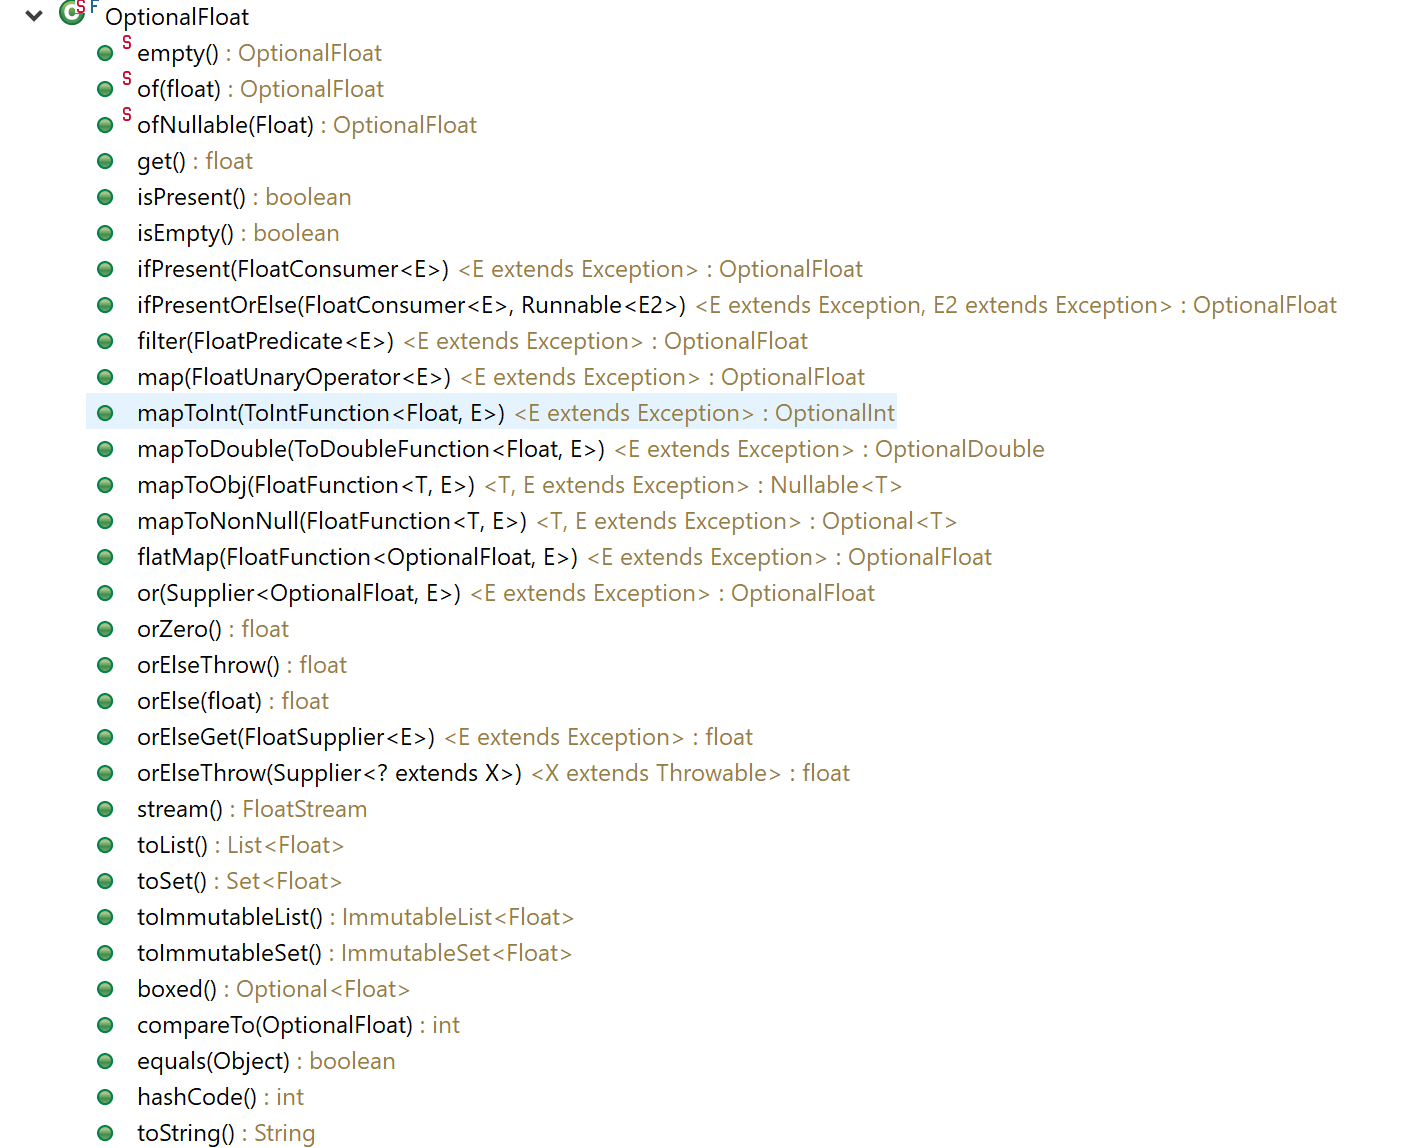 C S F OptionalFloat
S empty() : OptionalFloat
S of(float) : OptionalFloat
S ofNullable(Float) : OptionalFloat
get() : float
isPresent() : boolean
isEmpty() : boolean
ifPresent(FloatConsumer<E>) <E extends Exception> : OptionalFloat
ifPresentOrElse(FloatConsumer<E>, Runnable<E2>) <E extends Exception, E2 extends Exception> : OptionalFloat
filter(FloatPredicate<E>) <E extends Exception> : OptionalFloat
map(FloatUnaryOperator<E>) <E extends Exception> : OptionalFloat
mapToInt(ToIntFunction<Float, E>) <E extends Exception> : OptionalInt
mapToDouble(ToDoubleFunction<Float, E>) <E extends Exception> : OptionalDouble
mapToObj(FloatFunction<T, E>) <T, E extends Exception> : Nullable<T>
mapToNonNull(FloatFunction<T, E>) <T, E extends Exception> : Optional<T>
flatMap(FloatFunction<OptionalFloat, E>) <E extends Exception> : OptionalFloat
or(Supplier<OptionalFloat, E>) <E extends Exception> : OptionalFloat
orZero() : float
orElseThrow() : float
orElse(float) : float
orElseGet(FloatSupplier<E>) <E extends Exception> : float
orElseThrow(Supplier<? extends X>) <X extends Throwable> : float
stream() : FloatStream
toList() : List<Float>
toSet() : Set<Float>
toImmutableList() : ImmutableList<Float>
toImmutableSet() : ImmutableSet<Float>
boxed() : Optional<Float>
compareTo(OptionalFloat) : int
equals(Object) : boolean
hashCode() : int
toString() : String